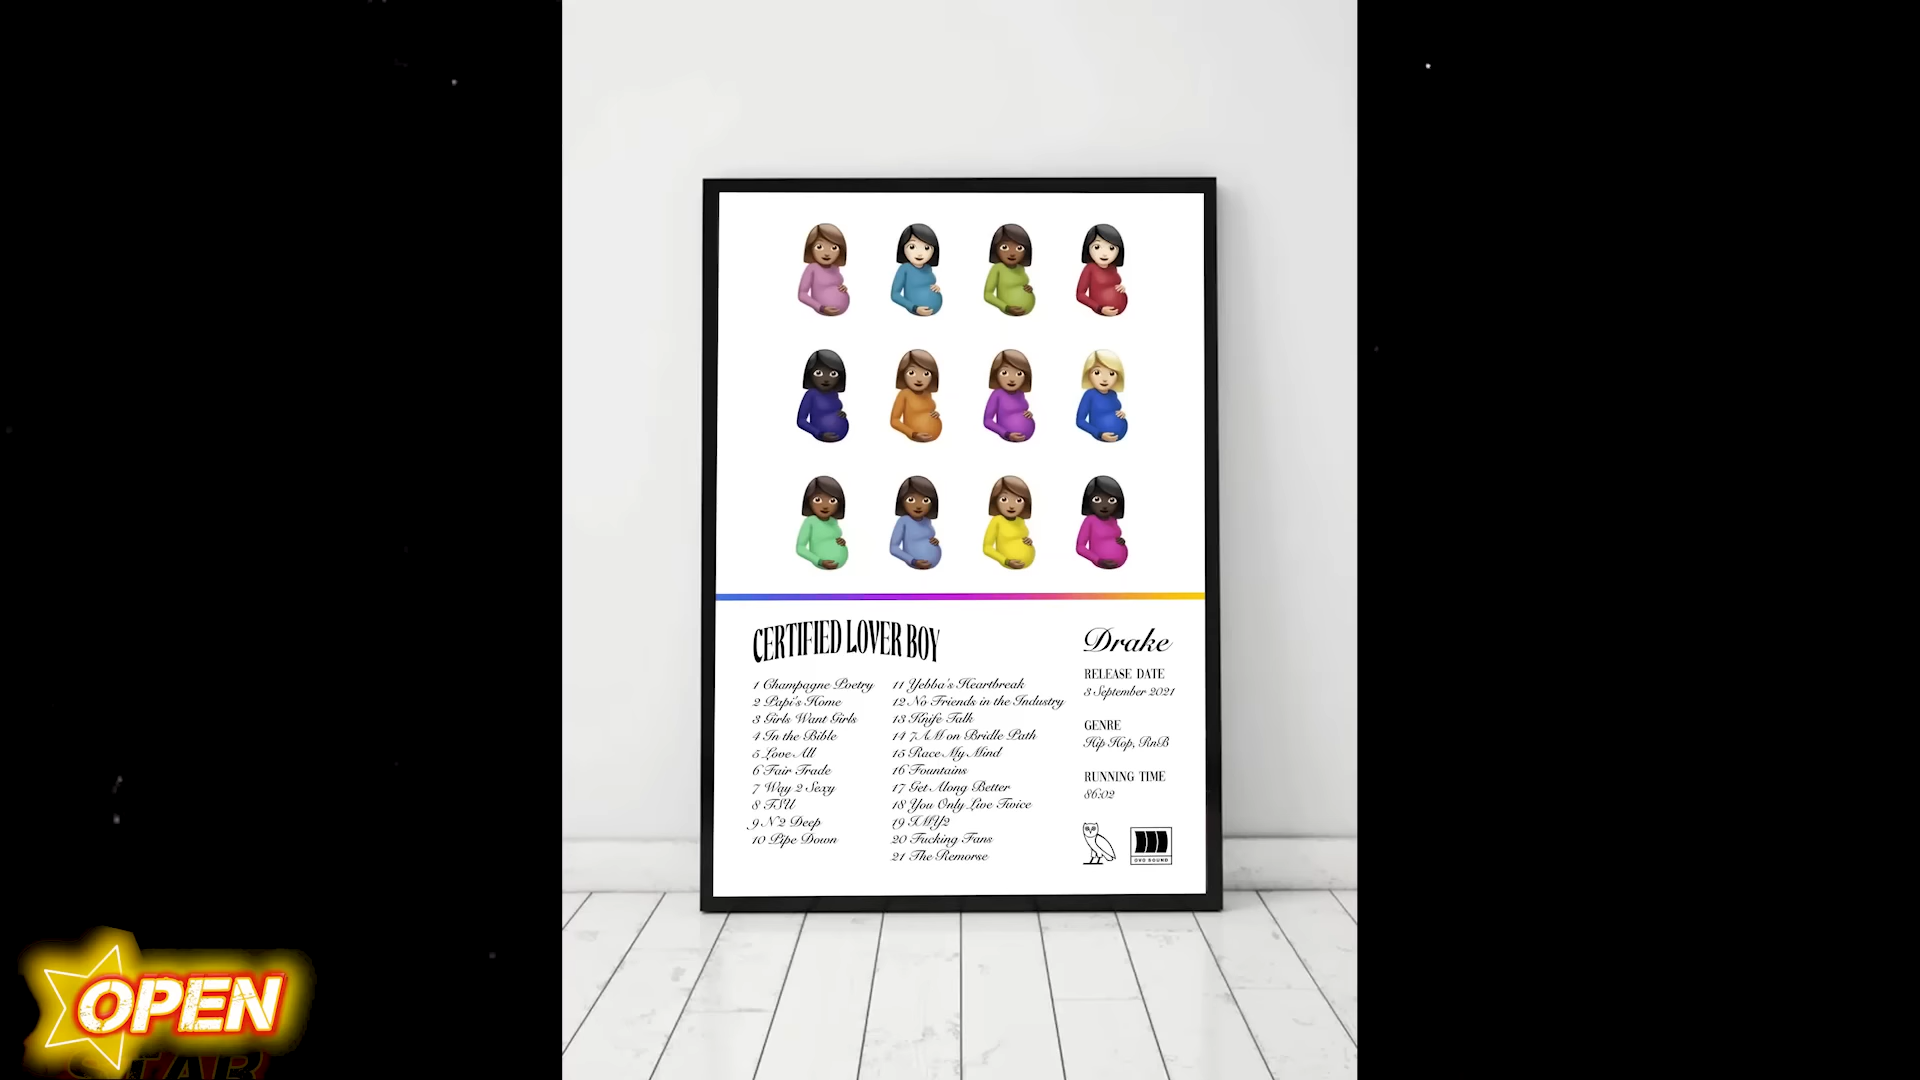 CERTIFIED LOVER BOY
1 Champagne Poetry
2 Papi's Home
3 Girls Want Girls
4 In the Bible
5 Love All
6 Fair Trade
7 Way 2 Sexy
8 TSU
9 N 2 Deep
10 Pipe Down
11 Yebba's Heartbreak
12 No Friends in the Industry
13 Knife Talk
14 7AM on Bridle Path
15 Race My Mind
16 Fountains
17 Get Along Better
18 You Only Live Twice
19 IMY2
20 Fucking Fans
21 The Remorse
Drake
RELEASE DATE
3 September 2021
GENRE
Hip Hop, RnB
RUNNING TIME
86:02
OVO SOUND
OPEN
STAR